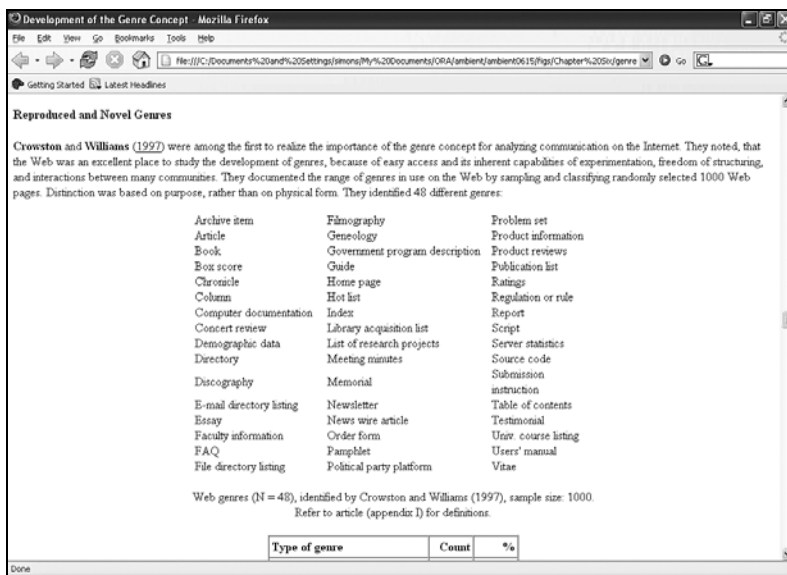 Development of the Genre Concept - Mozilla Firefox
File Edit View Go Bookmarks Tools Help
file:///C:/Documents%20and%20Settings/simons/My%20Documents/ORA/ambient/ambient0615/figs/Chapter%20Six/genre Go G
Getting Started Latest Headlines
Reproduced and Novel Genres
Crowston and Williams (1997) were among the first to realize the importance of the genre concept for analyzing communication on the Internet. They noted, that
the Web was an excellent place to study the development of genres, because of easy access and its inherent capabilities of experimentation, freedom of structuring,
and interactions between many communities. They documented the range of genres in use on the Web by sampling and classifying randomly selected 1000 Web
pages. Distinction was based on purpose, rather than on physical form. They identified 48 different genres:
Archive item Filmography Problem set
Article Geneology Product information
Book Government program description Product reviews
Box score Guide Publication list
Chronicle Home page Ratings
Column Hot list Regulation or rule
Computer documentation Index Report
Concert review Library acquisition list Script
Demographic data List of research projects Server statistics
Directory Meeting minutes Source code
Discography Memorial Submission
instruction
E-mail directory listing Newsletter Table of contents
Essay News wire article Testimonial
Faculty information Order form Univ. course listing
FAQ Pamphlet Users' manual
File directory listing Political party platform Vitae
Web genres (N = 48), identified by Crowston and Williams (1997), sample size: 1000.
Refer to article (appendix I) for definitions.
Type of genre Count %
Done